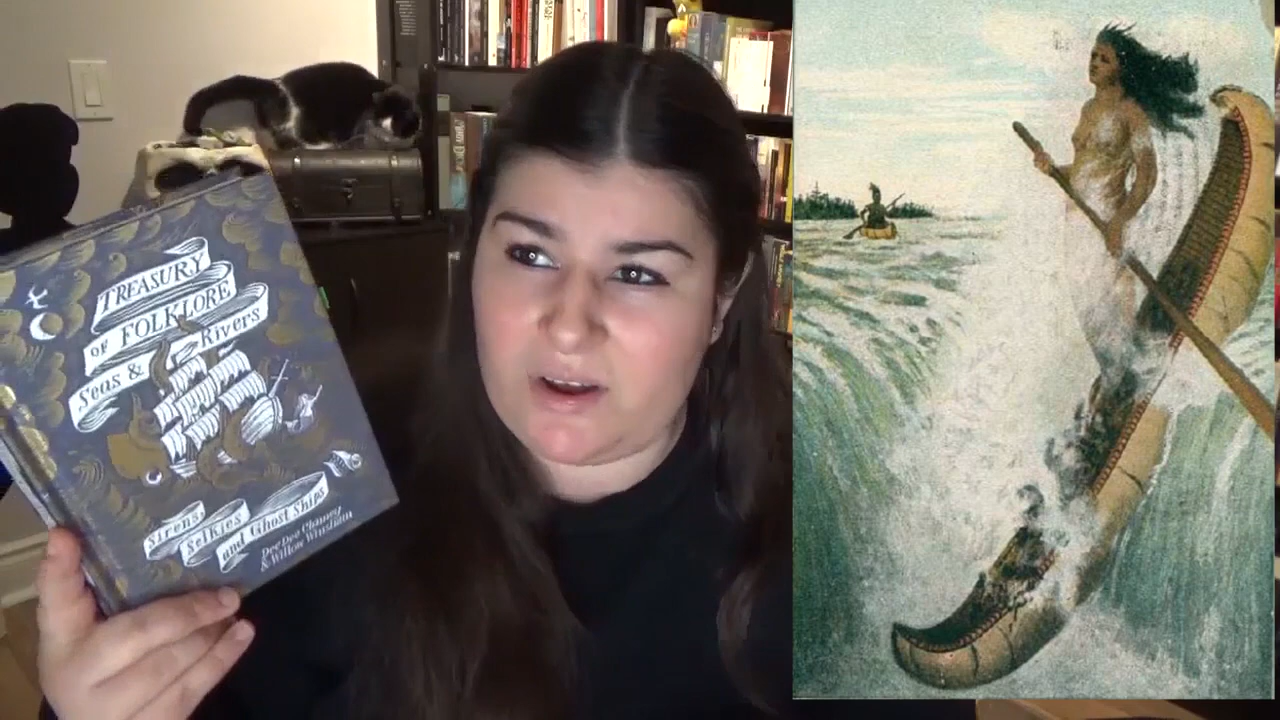 TREASURY
OF FOLKLORE
Seas & Rivers
Sirens,
Selkies
and Ghost Ships
Dee Dee Chainey
& Willow Winsham